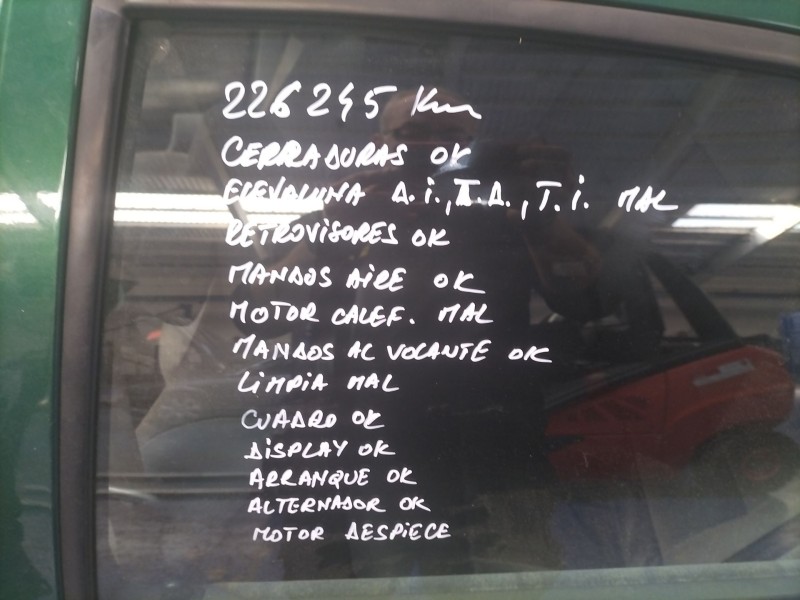 226245 Km
CERRADURAS OK
ELEVALUNA D.i., T.D., T.i. MAL
RETROVISORES OK
MANDOS AIRE OK
MOTOR CALEF. MAL
MANDOS AL VOLANTE OK
LIMPIA MAL
CUADRO OK
DISPLAY OK
ARRANQUE OK
ALTERNADOR OK
MOTOR DESPIECE